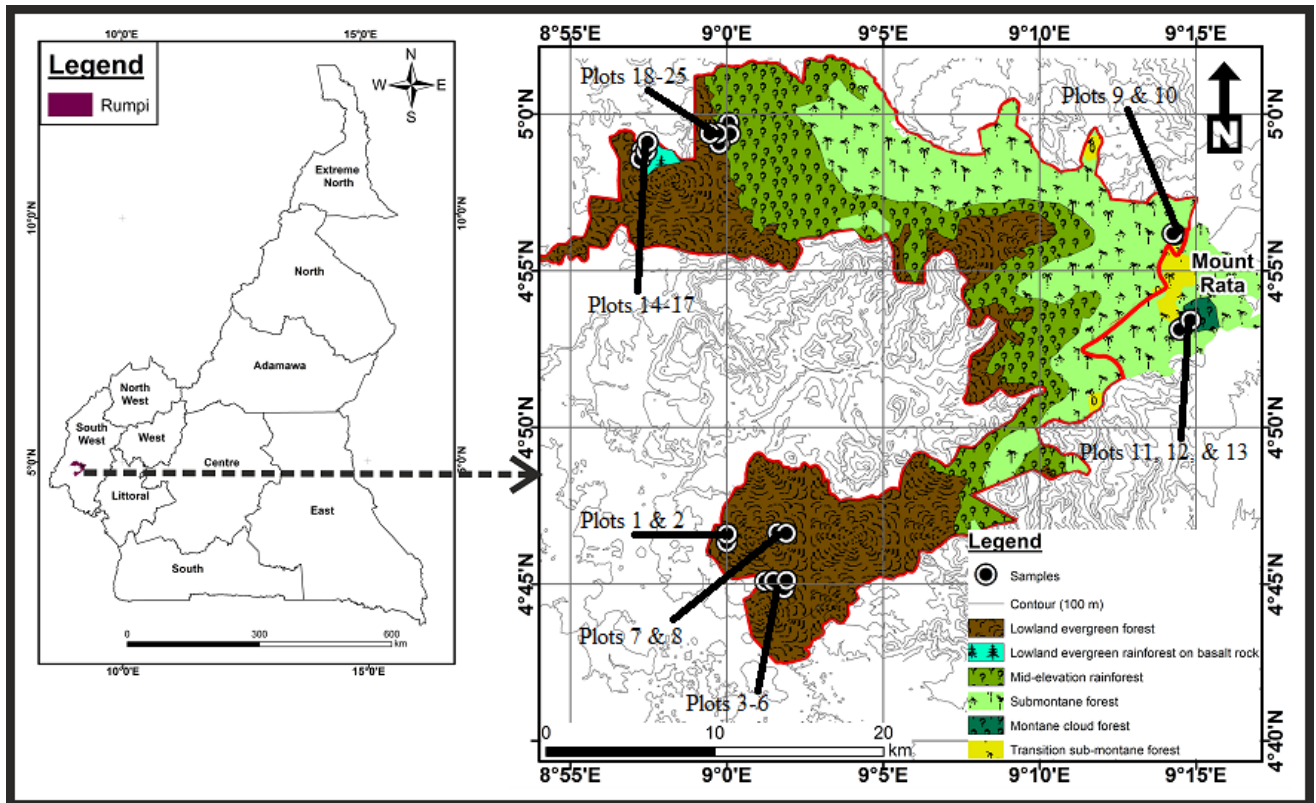 10°0'E
15°0'E
Legend
Rumpi
N
W
E
S
Extreme
North
10°0'N
10°0'N
North
Adamawa
North
West
South
West
West
Centre
5°0'N
5°0'N
Littoral
East
South
0
300
600
km
10°0'E
15°0'E
8°55'E
9°0'E
9°5'E
9°10'E
9°15'E
Plots 18-25
Plots 9 & 10
5°0'N
5°0'N
N
Mount
Rata
4°55'N
4°55'N
Plots 14-17
4°50'N
4°50'N
Plots 11, 12, & 13
Plots 1 & 2
4°45'N
4°45'N
Plots 7 & 8
Plots 3-6
Legend
Samples
Contour (100 m)
Lowland evergreen forest
Lowland evergreen rainforest on basalt rock
Mid-elevation rainforest
Submontane forest
Montane cloud forest
Transition sub-montane forest
0
10
20
km
4°40'N
4°40'N
8°55'E
9°0'E
9°5'E
9°10'E
9°15'E